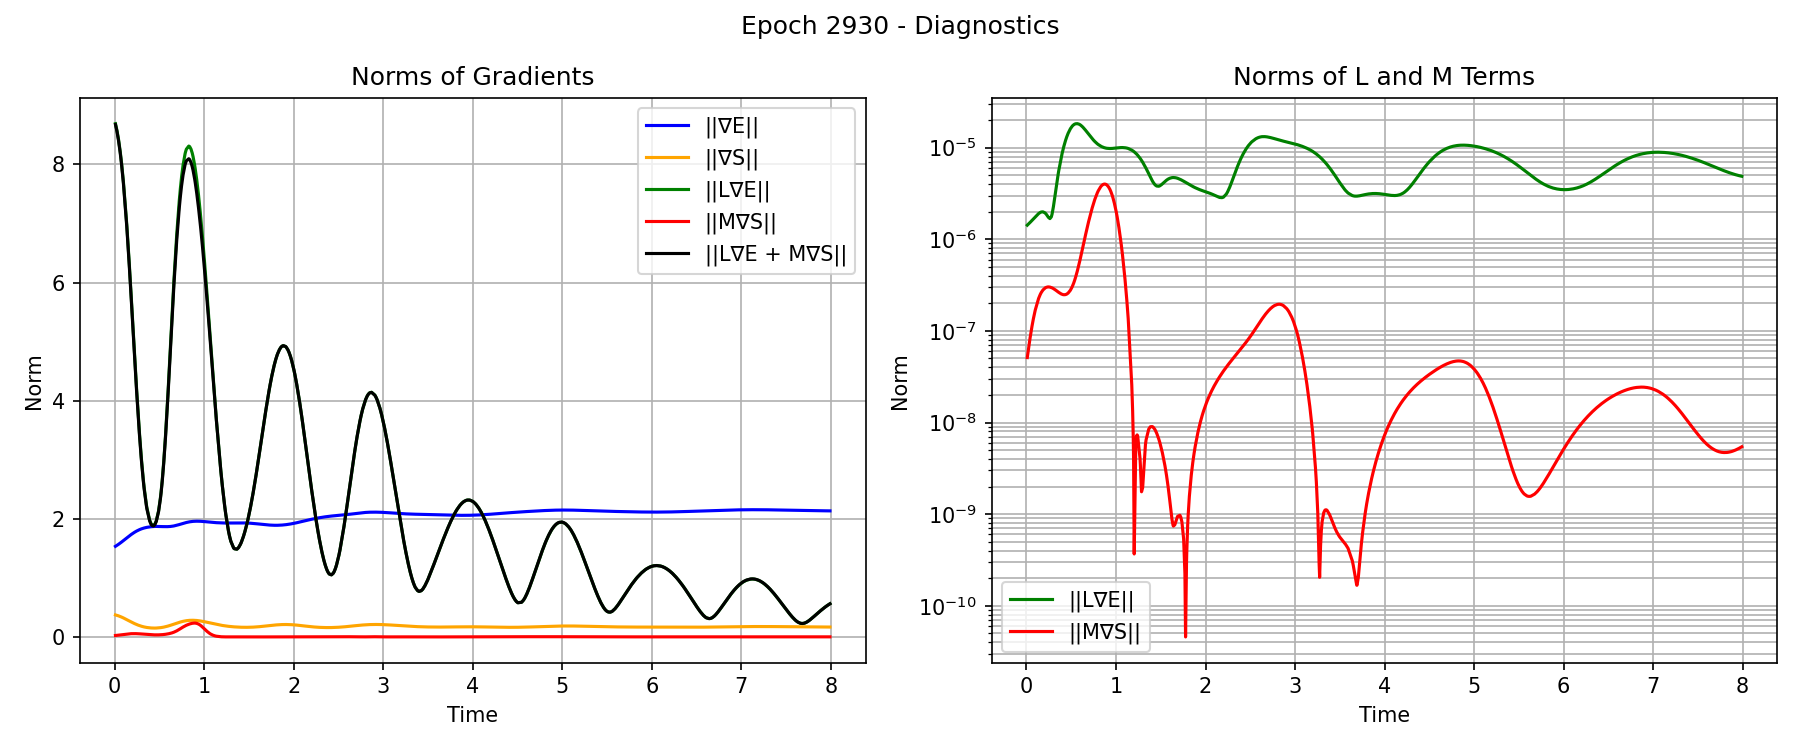 Epoch 2930 - Diagnostics
Norms of Gradients
Norm
8
6
4
2
0
||∇E||
||∇S||
||L∇E||
||M∇S||
||L∇E + M∇S||
0 1 2 3 4 5 6 7 8
Time
Norms of L and M Terms
Norm
10⁻⁵
10⁻⁶
10⁻⁷
10⁻⁸
10⁻⁹
10⁻¹⁰
||L∇E||
||M∇S||
0 1 2 3 4 5 6 7 8
Time